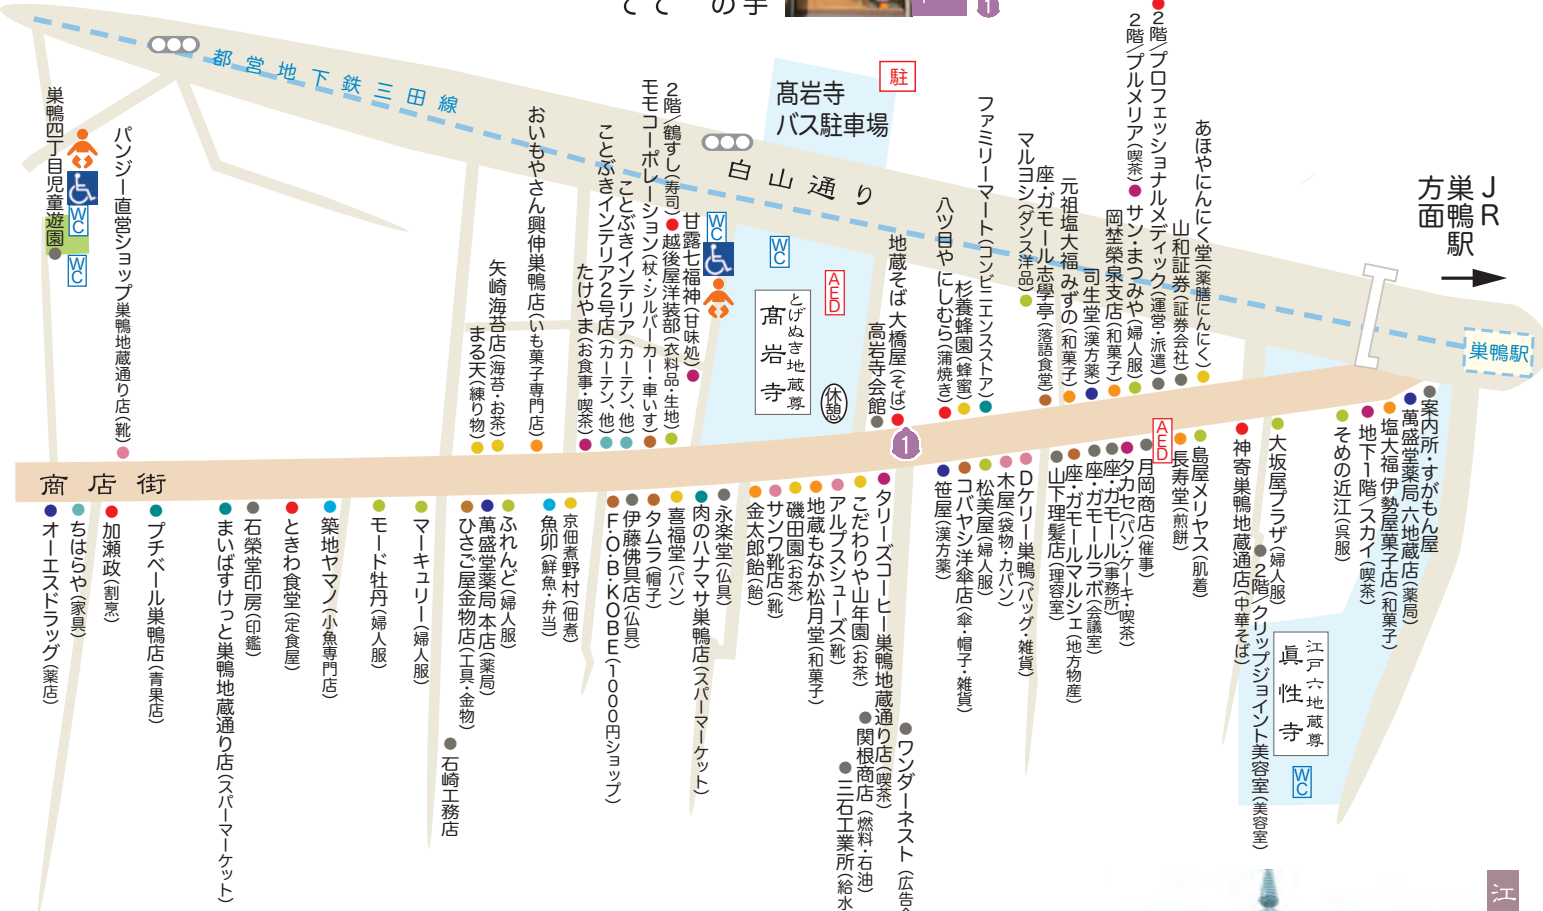 てて
の手
1
都営地下鉄三田線
白山通り
髙岩寺
バス駐車場
駐
JR
巣鴨駅
方面
巣鴨駅
商店街
巣鴨四丁目児童遊園
WC
WC
パンジー直営ショップ巣鴨地蔵通り店(靴)
まる天(練り物)
矢崎海苔店(海苔・お茶)
おいもやさん興伸巣鴨店(いも菓子専門店)
たけやま(お食事・喫茶)
ことぶきインテリア2号店(カーテン、他)
ことぶきインテリア(カーテン、他)
モモコーポレーション(杖・シルバーカー・車いす)
2階/鶴すし(寿司)
越後屋洋装部(衣料品・生地)
甘露七福神(甘味処)
WC
WC
AED
とげぬき地蔵尊
髙岩寺
休憩
高岩寺会館
地蔵そば 大橋屋(そば)
1
八ツ目や にしむら(蒲焼き)
杉養蜂園(蜂蜜)
ファミリーマート(コンビニエンスストア)
マルヨシ(ダンス洋品)
座・ガモール志學亭(落語食堂)
元祖塩大福 みずの(和菓子)
司生堂(漢方薬)
岡埜榮泉支店(和菓子)
2階/プルメリア(喫茶)
サン・まつみや(婦人服)
2階/プロフェッショナルメディック(運営・派遣)
山和証券(証券会社)
あほやにんにく堂(薬膳にんにく)
オーエスドラッグ(薬店)
ちはらや(家具)
加瀬政(割烹)
プチベール巣鴨店(青果店)
まいばすけっと巣鴨地蔵通り店(スパーマーケット)
石榮堂印房(印鑑)
ときわ食堂(定食屋)
築地ヤマノ(小魚専門店)
モード牡丹(婦人服)
マーキュリー(婦人服)
石崎工務店
ひさご屋金物店(工具・金物)
萬盛堂薬局 本店(薬局)
ふれんど(婦人服)
魚卯(鮮魚・弁当)
京佃煮野村(佃煮)
F・O・B・KOBE(1000円ショップ)
伊藤佛具店(仏具)
タムラ(帽子)
喜福堂(パン)
肉のハナマサ巣鴨店(スパーマーケット)
永楽堂(仏具)
金太郎飴(飴)
サンワ靴店(靴)
磯田園(お茶)
地蔵もなか松月堂(和菓子)
アルプスシューズ(靴)
こだわりや山年園(お茶)
タリーズコーヒー巣鴨地蔵通り店(喫茶)
三石工業所(給水
関根商店(燃料・石油)
ワンダーネスト(広告
笹屋(漢方薬)
コバヤシ洋傘店(傘・帽子・雑貨)
松美屋(婦人服)
木屋(袋物・カバン)
Dケリー巣鴨(バッグ・雑貨)
山下理髪店(理容室)
座・ガモールマルシェ(地方物産)
座・ガモールラボ(会議室)
座・ガモール(事務所)
タカセ(パン・ケーキ・喫茶)
月岡商店(催事)
AED
長寿堂(煎餅)
島屋メリヤス(肌着)
神寄巣鴨地蔵通店(中華そば)
2階/クリップジョイント美容室(美容室)
大坂屋プラザ(婦人服)
そめの近江(呉服)
地下1階/スカイ(喫茶)
塩大福 伊勢屋菓子店(和菓子)
萬盛堂薬局 六地蔵店(薬局)
案内所・すがもん屋
江戸六地蔵尊
眞性寺
WC
江